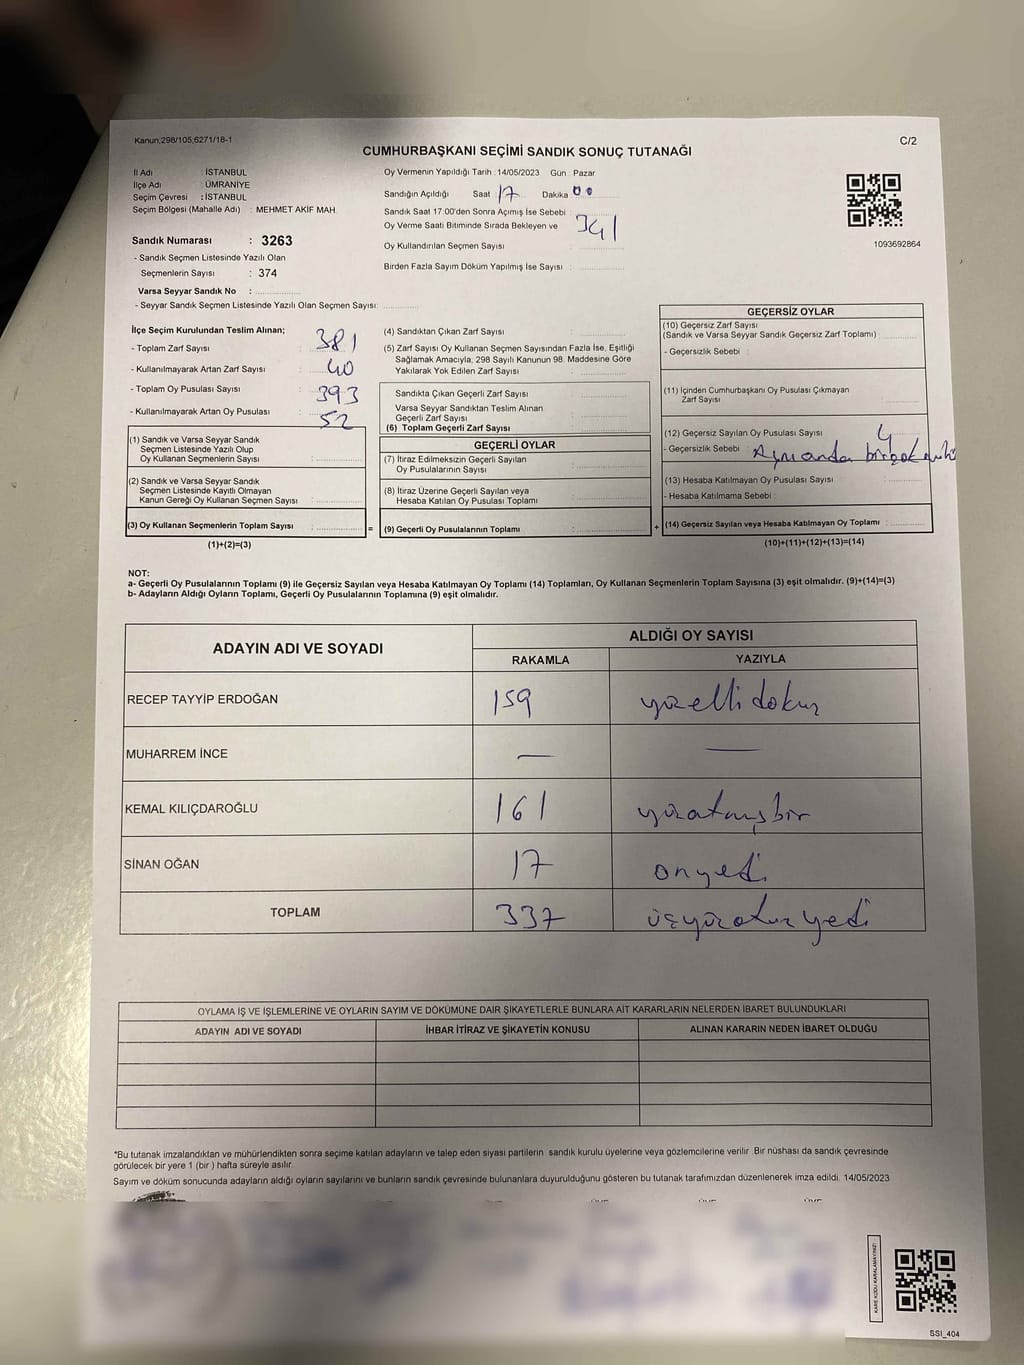 Kanun;298/105;6271/18-1
C/2
CUMHURBAŞKANI SEÇİMİ SANDIK SONUÇ TUTANAĞI
İl Adı : İSTANBUL
İlçe Adı : ÜMRANİYE
Seçim Çevresi : İSTANBUL
Seçim Bölgesi (Mahalle Adı) : MEHMET AKİF MAH.
Sandık Numarası : 3263
- Sandık Seçmen Listesinde Yazılı Olan
Seçmenlerin Sayısı : 374
Varsa Seyyar Sandık No :
- Seyyar Sandık Seçmen Listesinde Yazılı Olan Seçmen Sayısı:
Oy Vermenin Yapıldığı Tarih : 14/05/2023 Gün : Pazar
Sandığın Açıldığı Saat 17 Dakika 00
Sandık Saat 17:00'den Sonra Açımış İse Sebebi :
Oy Verme Saati Bitiminde Sırada Bekleyen ve
Oy Kullandırılan Seçmen Sayısı : 341
Birden Fazla Sayım Döküm Yapılmış İse Sayısı :
1093692864
İlçe Seçim Kurulundan Teslim Alınan;
- Toplam Zarf Sayısı : 381
- Kullanılmayarak Artan Zarf Sayısı : 40
- Toplam Oy Pusulası Sayısı : 393
- Kullanılmayarak Artan Oy Pusulası : 52
(1) Sandık ve Varsa Seyyar Sandık
Seçmen Listesinde Yazılı Olup
Oy Kullanan Seçmenlerin Sayısı :
(2) Sandık ve Varsa Seyyar Sandık
Seçmen Listesinde Kayıtlı Olmayan
Kanun Gereği Oy Kullanan Seçmen Sayısı :
(3) Oy Kullanan Seçmenlerin Toplam Sayısı : =
(1)+(2)=(3)
(4) Sandıktan Çıkan Zarf Sayısı :
(5) Zarf Sayısı Oy Kullanan Seçmen Sayısından Fazla İse, Eşitliği
Sağlamak Amacıyla; 298 Sayılı Kanunun 98. Maddesine Göre
Yakılarak Yok Edilen Zarf Sayısı :
Sandıkta Çıkan Geçerli Zarf Sayısı :
Varsa Seyyar Sandıktan Teslim Alınan
Geçerli Zarf Sayısı :
(6) Toplam Geçerli Zarf Sayısı :
GEÇERLİ OYLAR
(7) İtiraz Edilmeksizin Geçerli Sayılan
Oy Pusulalarının Sayısı :
(8) İtiraz Üzerine Geçerli Sayılan veya
Hesaba Katılan Oy Pusulası Toplamı :
(9) Geçerli Oy Pusulalarının Toplamı : +
GEÇERSİZ OYLAR
(10) Geçersiz Zarf Sayısı
(Sandık ve Varsa Seyyar Sandık Geçersiz Zarf Toplamı)
- Geçersizlik Sebebi :
(11) İçinden Cumhurbaşkanı Oy Pusulası Çıkmayan
Zarf Sayısı :
(12) Geçersiz Sayılan Oy Pusulası Sayısı : 4
- Geçersizlik Sebebi :
(13) Hesaba Katılmayan Oy Pusulası Sayısı :
- Hesaba Katılmama Sebebi :
(14) Geçersiz Sayılan veya Hesaba Katılmayan Oy Toplamı :
(10)+(11)+(12)+(13)=(14)
NOT:
a- Geçerli Oy Pusulalarının Toplamı (9) ile Geçersiz Sayılan veya Hesaba Katılmayan Oy Toplamı (14) Toplamları, Oy Kullanan Seçmenlerin Toplam Sayısına (3) eşit olmalıdır. (9)+(14)=(3)
b- Adayların Aldığı Oyların Toplamı, Geçerli Oy Pusulalarının Toplamına (9) eşit olmalıdır.
ADAYIN ADI VE SOYADI
ALDIĞI OY SAYISI
RAKAMLA YAZIYLA
RECEP TAYYİP ERDOĞAN 159 yüzellidokuz
MUHARREM İNCE — —
KEMAL KILIÇDAROĞLU 161 yüzatmışbir
SİNAN OĞAN 17 onyedi
TOPLAM 337 üçyüzotuzyedi
OYLAMA İŞ VE İŞLEMLERİNE VE OYLARIN SAYIM VE DÖKÜMÜNE DAİR ŞİKAYETLERLE BUNLARA AİT KARARLARIN NELERDEN İBARET BULUNDUKLARI
ADAYIN ADI VE SOYADI İHBAR İTİRAZ VE ŞİKAYETİN KONUSU ALINAN KARARIN NEDEN İBARET OLDUĞU
*Bu tutanak imzalandıktan ve mühürlendikten sonra seçime katılan adayların ve talep eden siyasi partilerin sandık kurulu üyelerine veya gözlemcilerine verilir. Bir nüshası da sandık çevresinde
görülecek bir yere 1 (bir ) hafta süreyle asılır.
Sayım ve döküm sonucunda adayların aldığı oyların sayılarını ve bunların sandık çevresinde bulunanlara duyurulduğunu gösteren bu tutanak tarafımızdan düzenlenerek imza edildi. 14/05/2023
KARE KODU KARALAMAYINIZ!
SSI_404